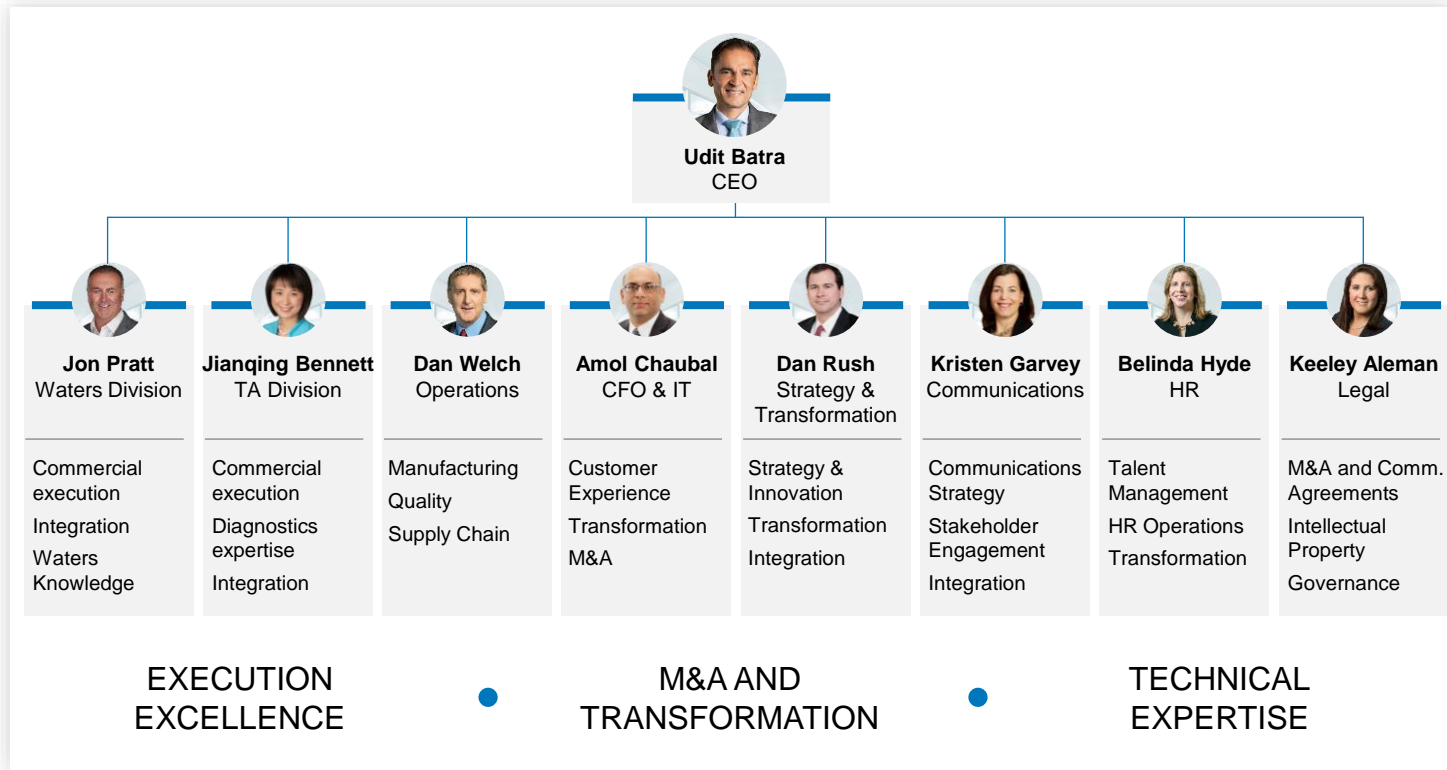 Udit Batra
CEO
Jon Pratt
Waters Division
Commercial
execution
Integration
Waters
Knowledge
Jianqing Bennett
TA Division
Commercial
execution
Diagnostics
expertise
Integration
Dan Welch
Operations
Manufacturing
Quality
Supply Chain
Amol Chaubal
CFO & IT
Customer
Experience
Transformation
M&A
Dan Rush
Strategy &
Transformation
Strategy &
Innovation
Transformation
Integration
Kristen Garvey
Communications
Communications
Strategy
Stakeholder
Engagement
Integration
Belinda Hyde
HR
Talent
Management
HR Operations
Transformation
Keeley Aleman
Legal
M&A and Comm.
Agreements
Intellectual
Property
Governance
EXECUTION
EXCELLENCE
M&A AND
TRANSFORMATION
TECHNICAL
EXPERTISE